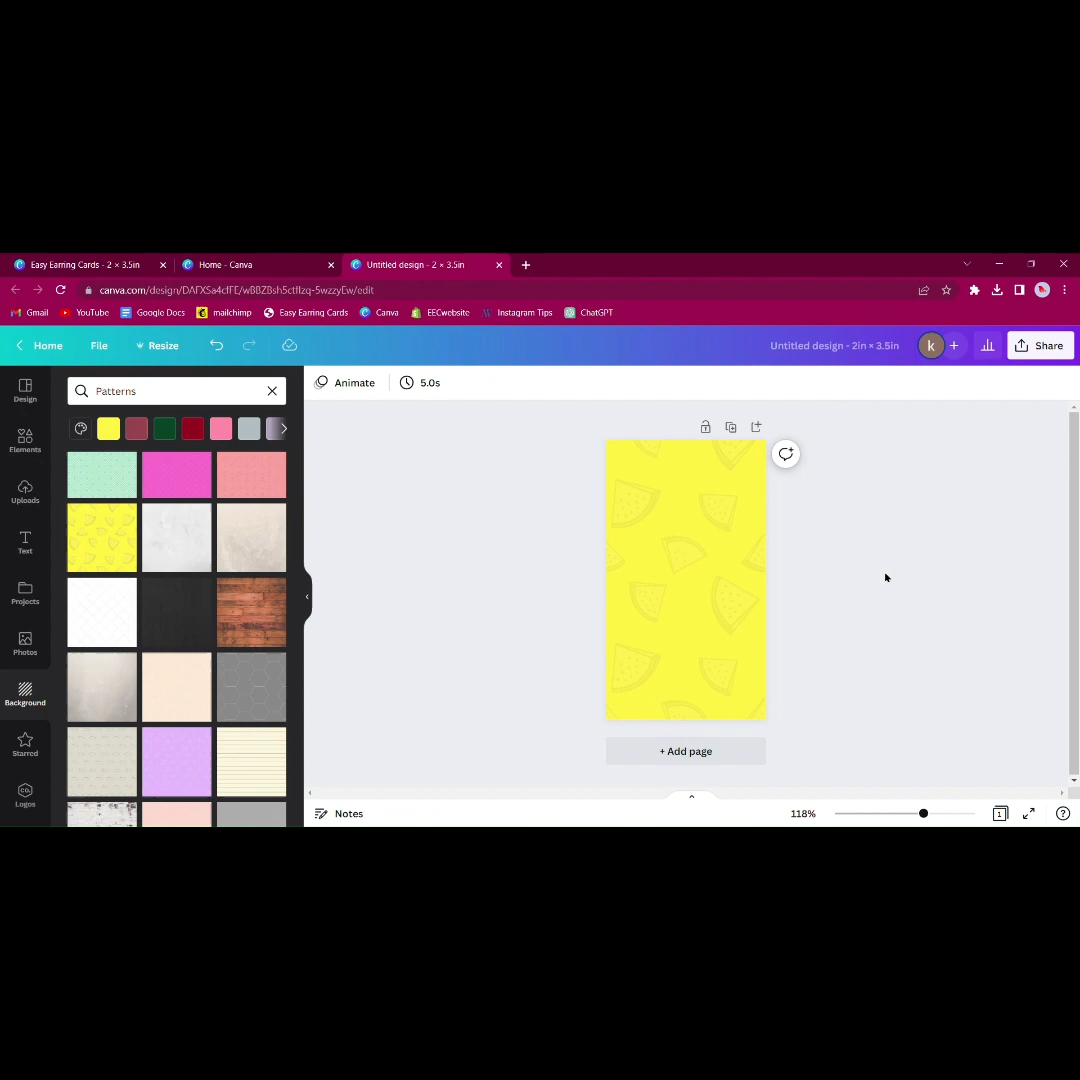 Easy Earring Cards - 2 × 3.5in
Home - Canva
Untitled design - 2 × 3.5in
Gmail
YouTube
Google Docs
mailchimp
Easy Earring Cards
Canva
EECwebsite
Instagram Tips
ChatGPT
Home
File
Resize
Untitled design - 2in × 3.5in
k
+
Share
Design
Patterns
Animate
5.0s
Elements
Uploads
Text
Projects
Photos
Background
Starred
CO.
Logos
+ Add page
Notes
118%
1
?